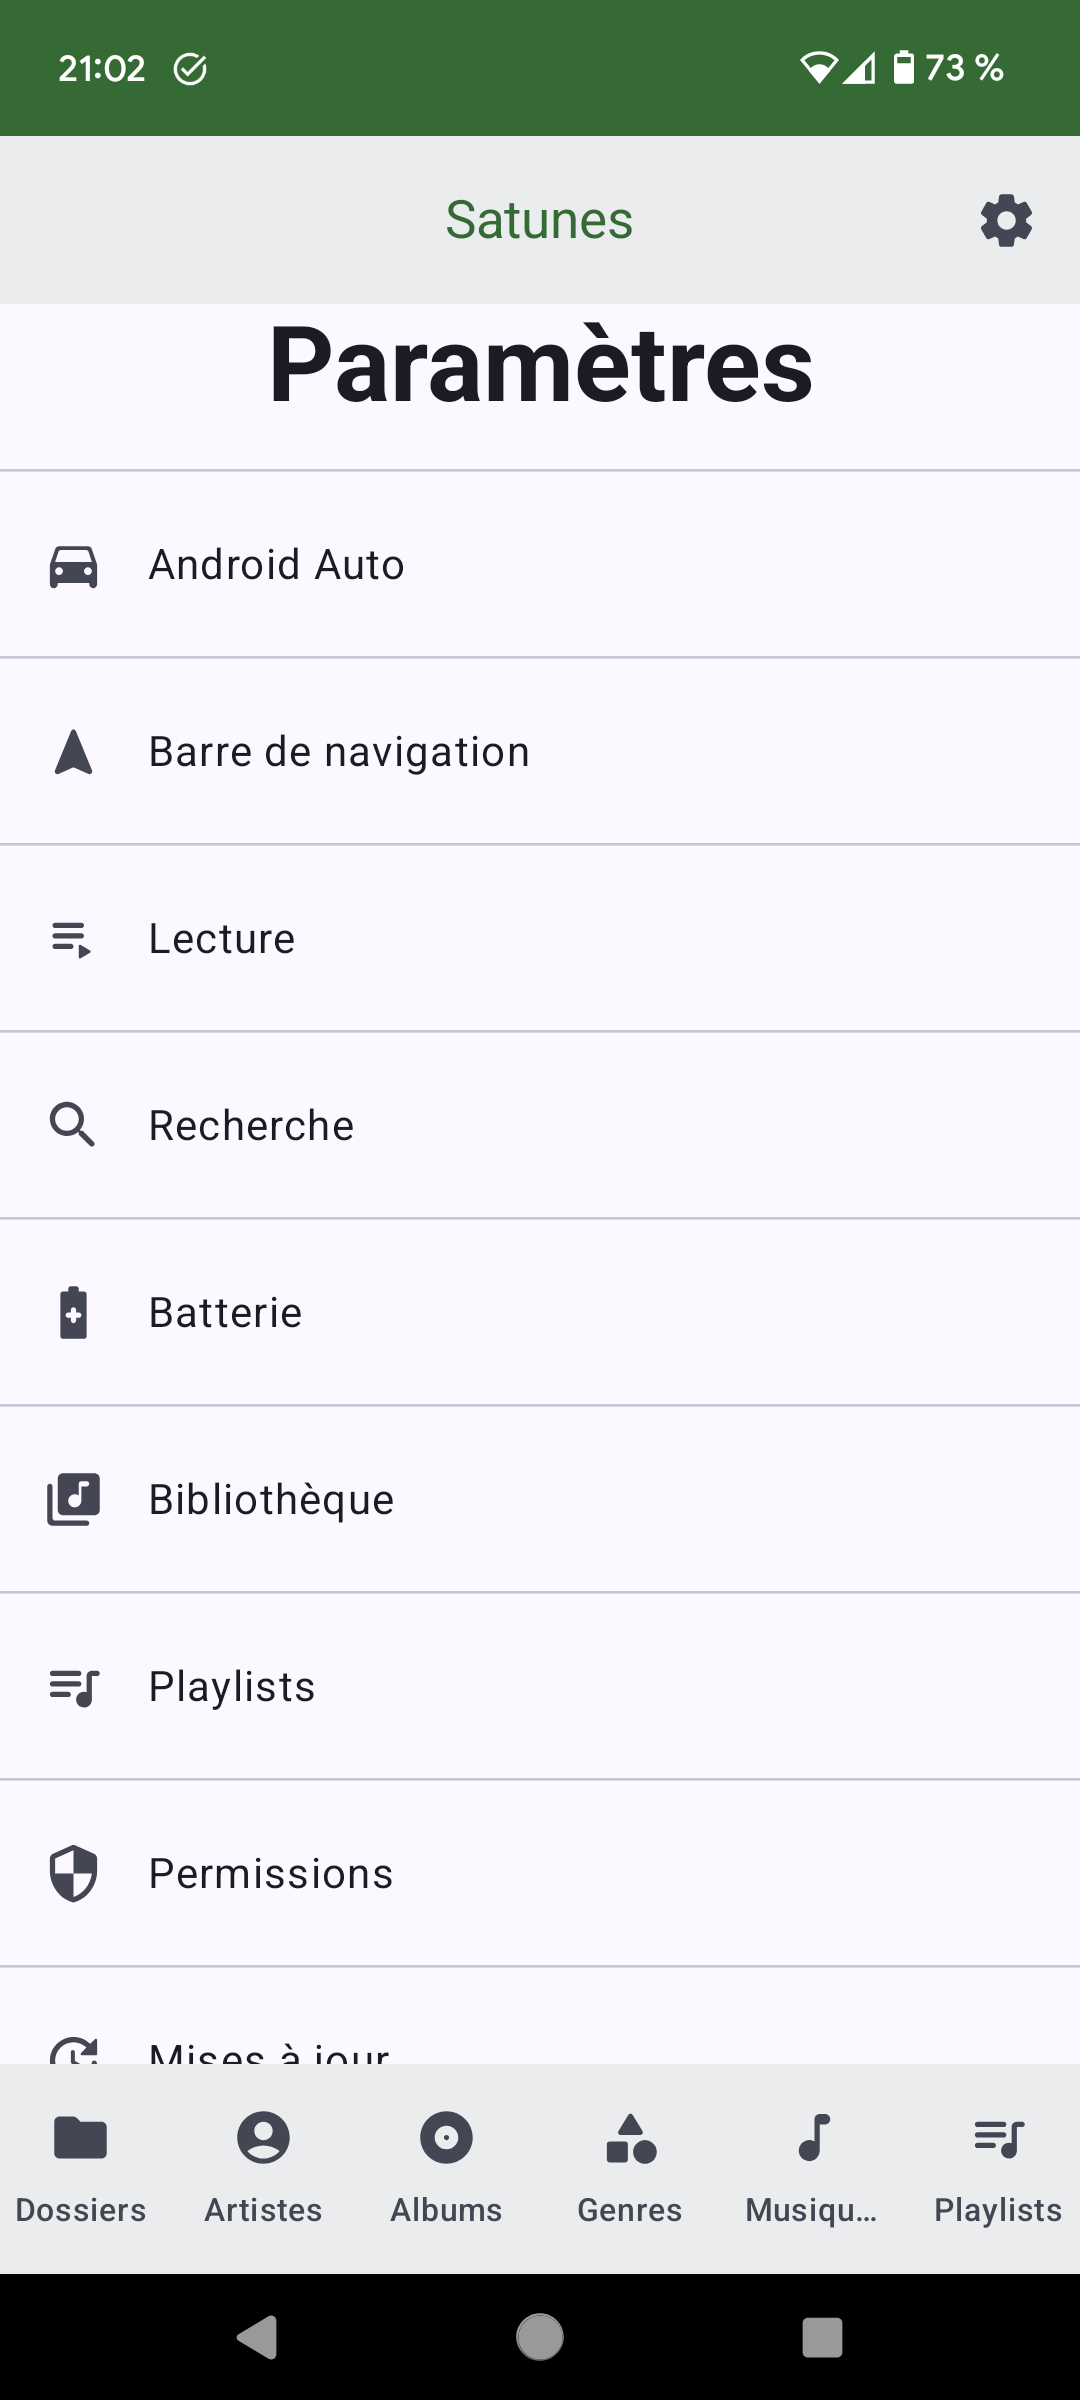 21:02 73 %
Satunes
Paramètres
Android Auto
Barre de navigation
Lecture
Recherche
Batterie
Bibliothèque
Playlists
Permissions
Mises à jour
Dossiers Artistes Albums Genres Musiqu… Playlists